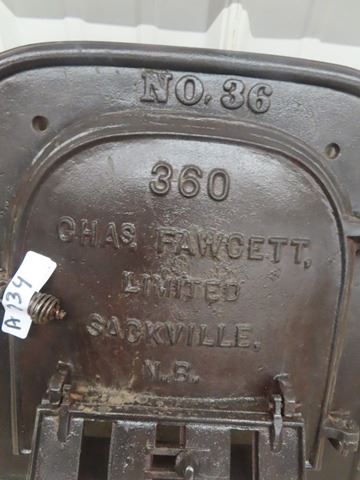 NO. 36
360
CHAS. FAWCETT,
LIMITED
SACKVILLE,
N.B.
A134